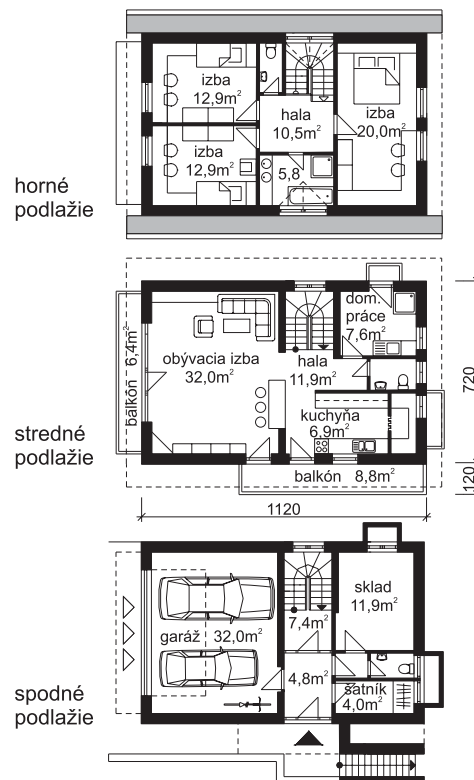 izba
12,9m²
hala
10,5m²
izba
20,0m²
izba
12,9m²
5,8
horné
podlažie
dom.
práce
7,6m²
balkón 6,4m²
obývacia izba
32,0m²
hala
11,9m²
kuchyňa
6,9m²
stredné
podlažie
balkón 8,8m²
720
120
1120
sklad
11,9m²
7,4m²
garáž 32,0m²
4,8m²
šatník
4,0m²
spodné
podlažie